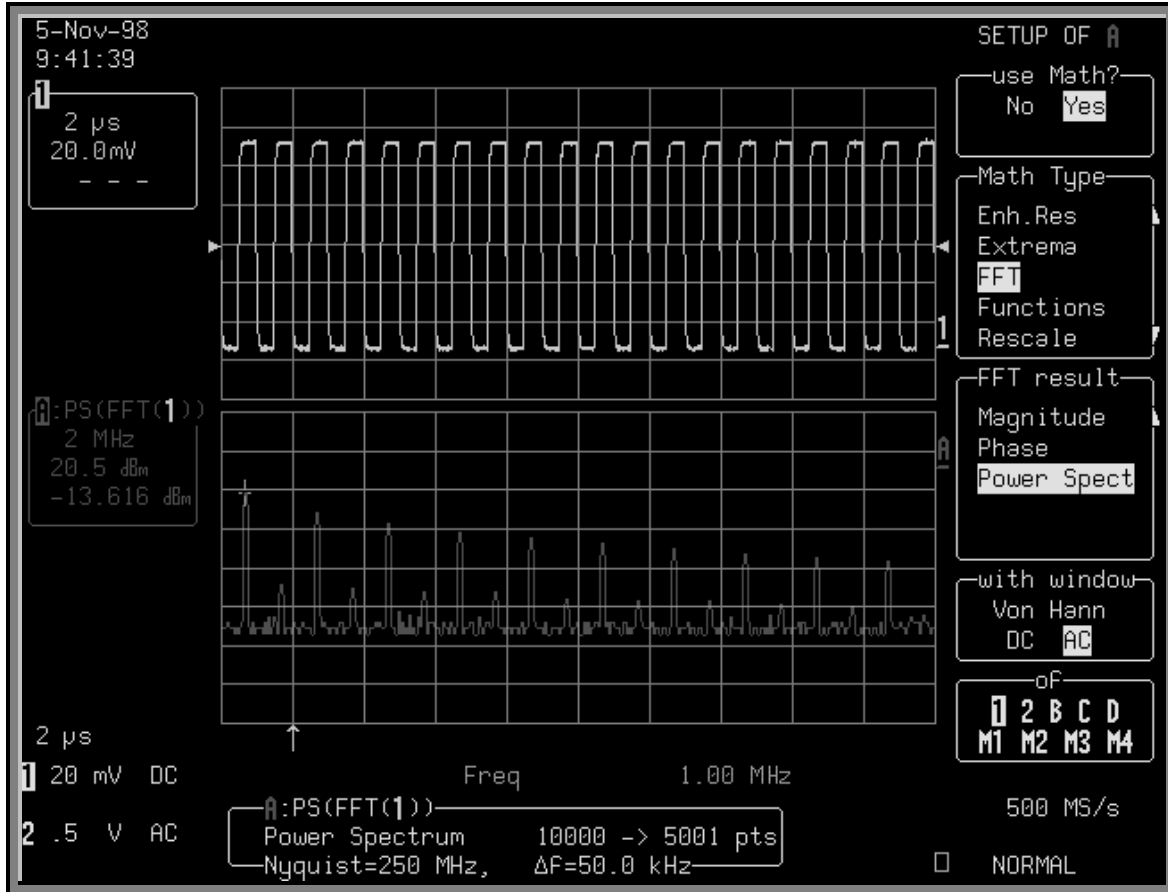 5-Nov-98
9:41:39
1
2 µs
20.0mV
- - -
A:PS(FFT(1))
2 MHz
20.5 dBm
-13.616 dBm
1
A
2 µs
1 20 mV DC
2 .5 V AC
Freq 1.00 MHz
A:PS(FFT(1))
Power Spectrum 10000 -> 5001 pts
Nyquist=250 MHz, ΔF=50.0 kHz
SETUP OF A
use Math?
No Yes
Math Type
Enh.Res
Extrema
FFT
Functions
Rescale
FFT result
Magnitude
Phase
Power Spect
with window
Von Hann
DC AC
of
1 2 B C D
M1 M2 M3 M4
500 MS/s
NORMAL